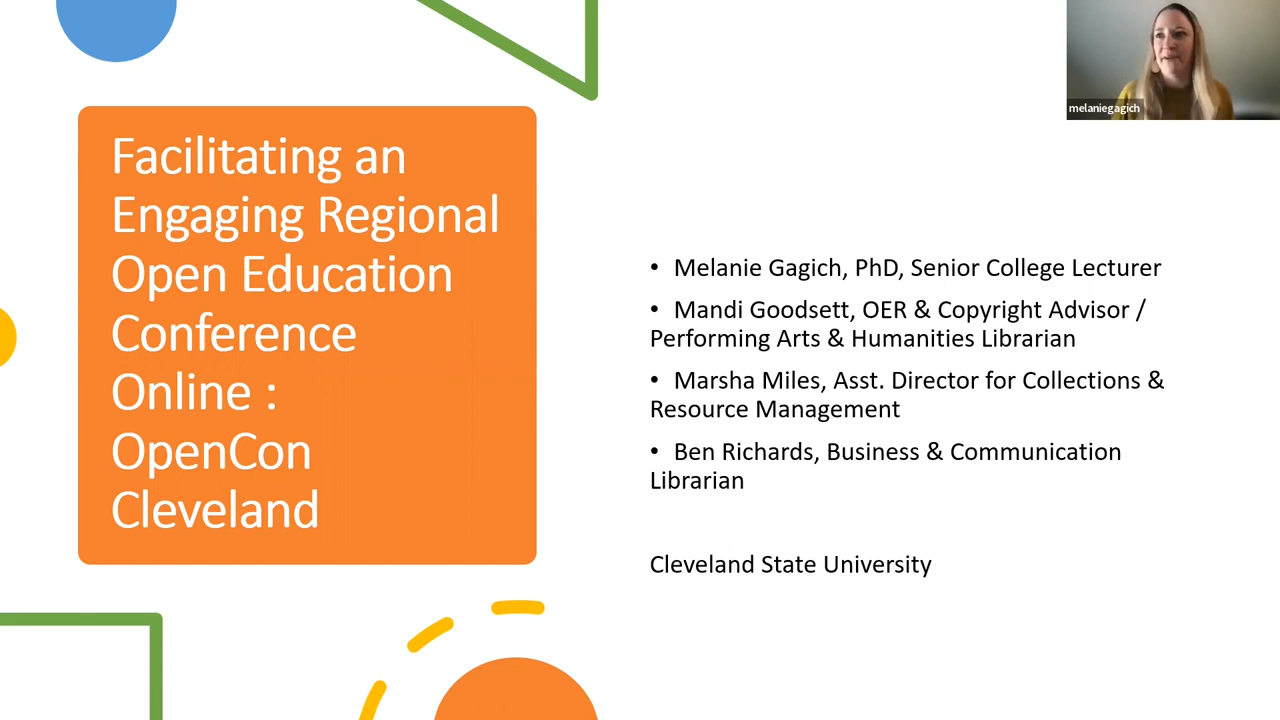 Facilitating an
Engaging Regional
Open Education
Conference
Online :
OpenCon
Cleveland
melaniegagich
• Melanie Gagich, PhD, Senior College Lecturer
• Mandi Goodsett, OER & Copyright Advisor /
Performing Arts & Humanities Librarian
• Marsha Miles, Asst. Director for Collections &
Resource Management
• Ben Richards, Business & Communication
Librarian
Cleveland State University